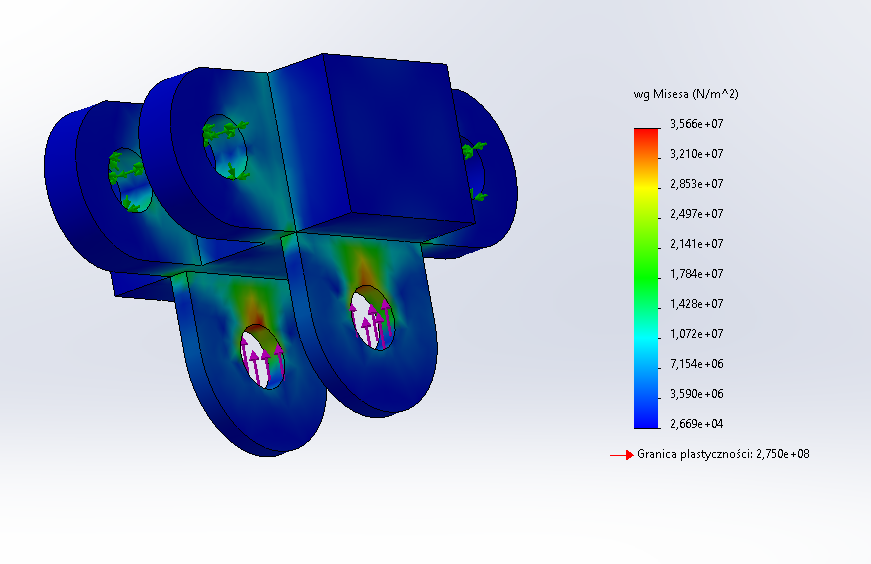 wg Misesa (N/m^2)
3,566e+07
3,210e+07
2,853e+07
2,497e+07
2,141e+07
1,784e+07
1,428e+07
1,072e+07
7,154e+06
3,590e+06
2,669e+04
Granica plastyczności: 2,750e+08